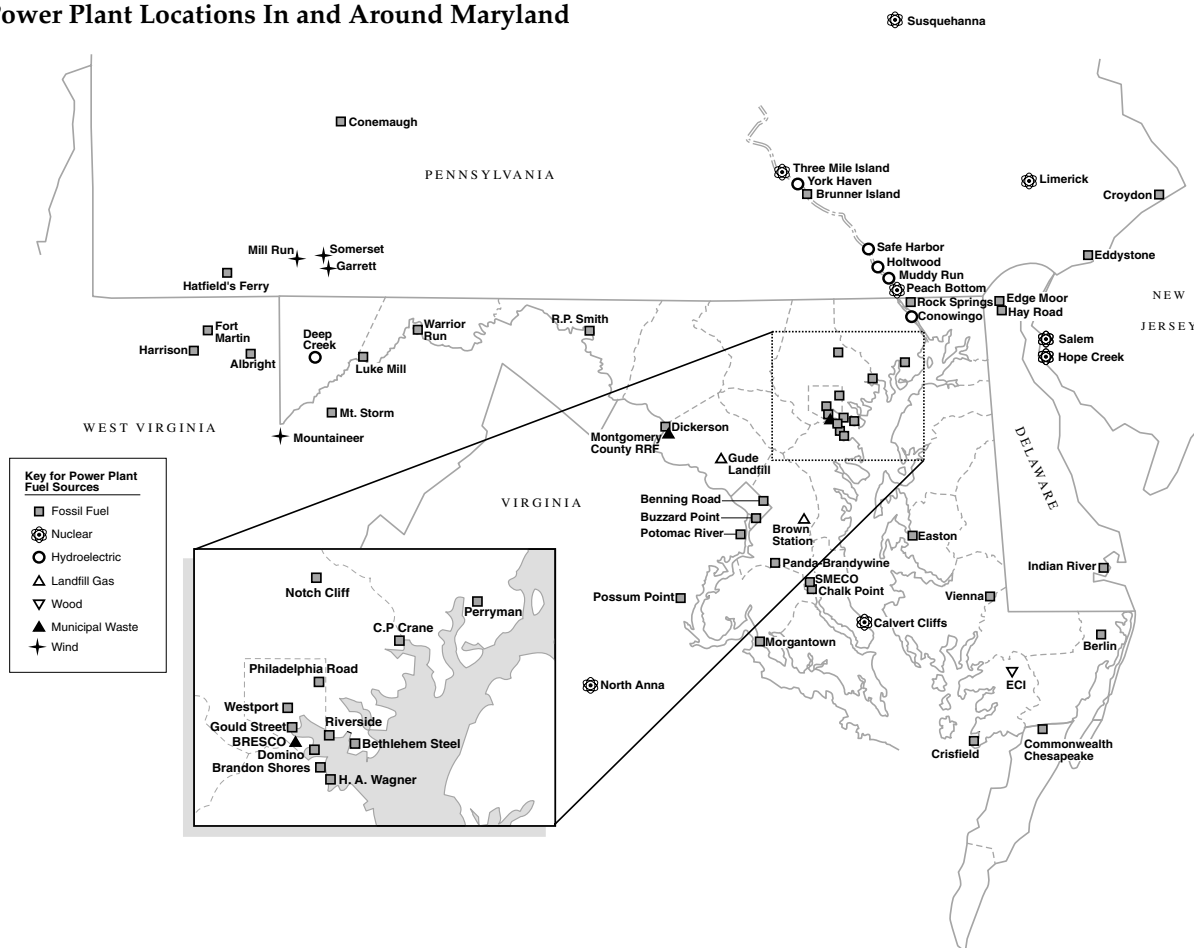 Power Plant Locations In and Around Maryland
Susquehanna
Conemaugh
PENNSYLVANIA
Three Mile Island
York Haven
Brunner Island
Limerick
Croydon
Mill Run
Somerset
Garrett
Hatfield's Ferry
Safe Harbor
Holtwood
Muddy Run
Peach Bottom
Rock Springs
Conowingo
Eddystone
Edge Moor
Hay Road
NEW
JERSEY
Salem
Hope Creek
Fort
Martin
Harrison
Albright
Deep
Creek
Luke Mill
Warrior
Run
R.P. Smith
Mt. Storm
WEST VIRGINIA
Mountaineer
Dickerson
Montgomery
County RRF
Gude
Landfill
DELAWARE
VIRGINIA
Benning Road
Buzzard Point
Potomac River
Brown
Station
Easton
Panda-Brandywine
SMECO
Chalk Point
Indian River
Possum Point
Vienna
Calvert Cliffs
Morgantown
Berlin
North Anna
ECI
Crisfield
Commonwealth
Chesapeake
Key for Power Plant
Fuel Sources
Fossil Fuel
Nuclear
Hydroelectric
Landfill Gas
Wood
Municipal Waste
Wind
Notch Cliff
Perryman
C.P Crane
Philadelphia Road
Westport
Gould Street
Riverside
BRESCO
Bethlehem Steel
Domino
Brandon Shores
H. A. Wagner